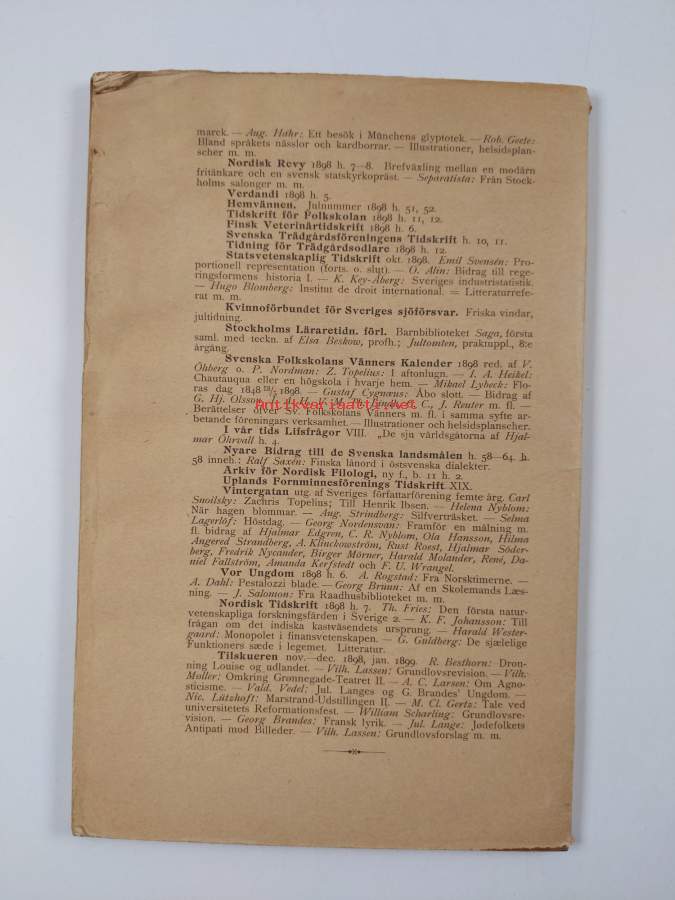 marck. — Aug. Hahr: Ett besök i Münchens glyptotek. — Rob. Geete:
Bland språkets nässlor och kardborrar. — Illustrationer, helsidsplan-
scher m. m.
Nordisk Revy 1898 h. 7—8. Brefväxling mellan en modärn
fritänkare och en svensk statskyrkopräst. — Separatista: Från Stock-
holms salonger m. m.
Verdandi 1898 h. 5.
Hemvännen. Julnummer 1898 h. 51, 52.
Tidskrift för Folkskolan 1898 h. 11, 12.
Finsk Veterinärtidskrift 1898 h. 6.
Svenska Trädgårdsföreningens Tidskrift h. 10, 11.
Tidning för Trädgårdsodlare 1898 h. 12.
Statsvetenskaplig Tidskrift okt. 1898. Emil Svensén: Pro-
portionell representation (forts. o. slut). — O. Alin: Bidrag till rege-
ringsformens historia I. — K. Key-Åberg: Sveriges industristatistik.
— Hugo Blomberg: Institut de droit international. = Litteraturrefe-
rat m. m.
Kvinnoförbundet för Sveriges sjöförsvar. Friska vindar,
jultidning.
Stockholms Läraretidn. förl. Barnbiblioteket Saga, första
saml. med teckn. af Elsa Beskow, profh.; Jultomten, praktuppl., 8:e
årgång.
Svenska Folkskolans Vänners Kalender 1898 red. af V.
Öhberg o. P. Nordman: Z. Topelius: I aftonlugn. — I. A. Heikel:
Chautauqua eller en högskola i hvarje hem. — Mikael Lybeck: Flo-
ras dag 1848 13/5 1898. — Gustaf Cygnæus: Åbo slott. — Bidrag af
G. Hj. Olsson, J. Reuter m. fl. —
Antikvariaatti.net
Berättelser öfver Sv. Folkskolans Vänners m. fl. i samma syfte ar-
betande föreningars verksamhet. — Illustrationer och helsidsplanscher.
I vår tids Lifsfrågor VIII. „De sju världsgåtorna af Hjal-
mar Öhrvall h. 4.
Nyare Bidrag till de Svenska landsmålen h. 58—64. h.
58 inneh.: Ralf Saxén: Finska lånord i östsvenska dialekter.
Arkiv för Nordisk Filologi, ny f., b. 11 h. 2.
Uplands Fornminnesförenings Tidskrift XIX.
Vintergatan utg. af Sveriges författarförening femte årg. Carl
Snoilsky: Zachris Topelius; Till Henrik Ibsen. — Helena Nyblom:
När hagen blommar. — Aug. Strindberg: Silfverträsket. — Selma
Lagerlöf: Höstdag. — Georg Nordensvan: Framför en målning m.
fl. bidrag af Hjalmar Edgren, C. R. Nyblom, Ola Hansson, Hilma
Angered Strandberg, A. Klinckowström, Rust Roest, Hjalmar Söder-
berg, Fredrik Nycander, Birger Mörner, Harald Molander, René, Da-
niel Fallström, Amanda Kerfstedt och F. U. Wrangel.
Vor Ungdom 1898 h. 6. A. Rogstad: Fra Norsktimerne. —
A. Dahl: Pestalozzi blade. — Georg Bruun: Af en Skolemands Læs-
ning. — J. Salomon: Fra Raadhusbiblioteket m. m.
Nordisk Tidskrift 1898 h. 7. Th. Fries: Den första natur-
vetenskapliga forskningsfärden i Sverige 2. — K. F. Johansson: Till
frågan om det indiska kastväsendets ursprung. — Harald Wester-
gaard: Monopolet i finansvetenskapen. — G. Guldberg: De sjælelige
Funktioners sæde i legemet. Litteratur.
Tilskueren nov.—dec. 1898, jan. 1899. R. Besthorn: Dron-
ning Louise og udlandet. — Vilh. Lassen: Grundlovsrevision. — Vilh.
Møller: Omkring Grønnegade-Teatret II. — A. C. Larsen: Om Agno-
sticisme. — Vald. Vedel: Jul. Langes og G. Brandes' Ungdom. —
Nic. Lützhoft: Marstrand-Udstillingen II. — M. Cl. Gertz: Tale ved
universitetets Reformationsfest. — William Scharling: Grundlovsre-
vision. — Georg Brandes: Fransk lyrik. — Jul. Lange: Jødefolkets
Antipati mod Billeder. — Vilh. Lassen: Grundlovsforslag m. m.